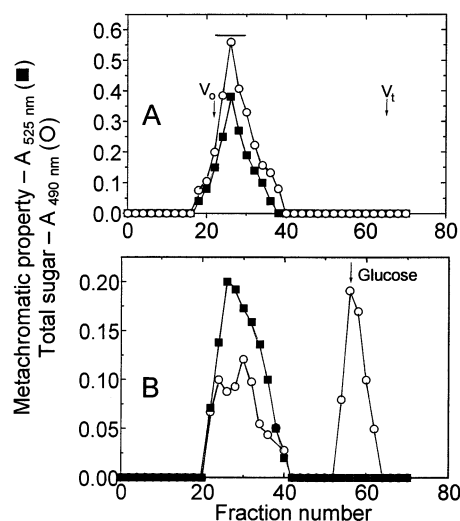 Metachromatic property – A 525 nm (■)
Total sugar – A 490 nm (O)
0.6
0.5
0.4
0.3
0.2
0.1
0.0
A
Vo
Vt
0 20 40 60 80
0.20
0.15
0.10
0.05
0.00
B
Glucose
0 20 40 60 80
Fraction number